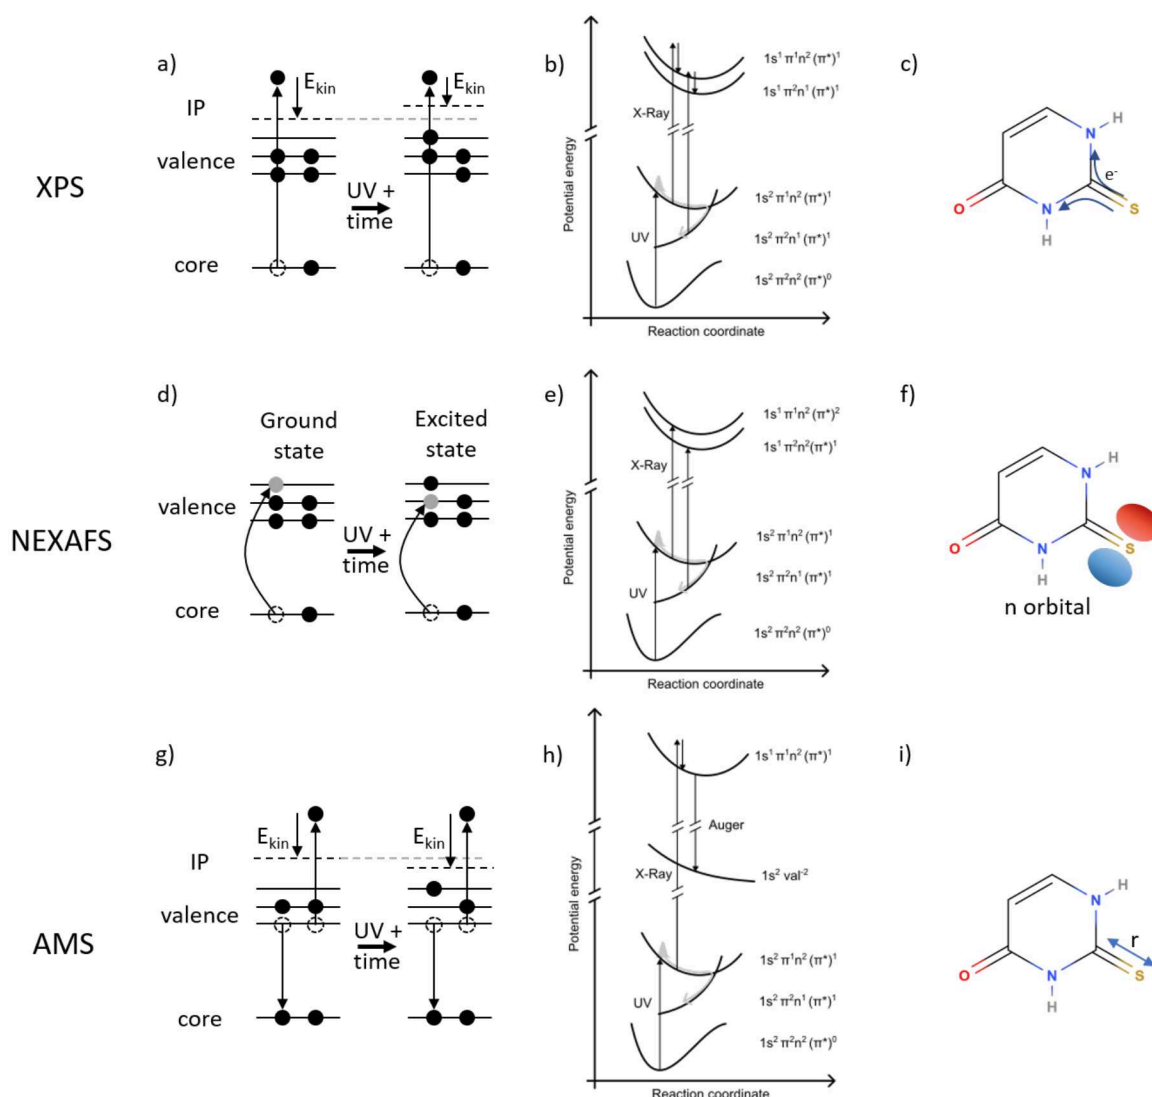 XPS
a)
E_kin
E_kin
IP
valence
UV +
time
core
b)
Potential energy
X-Ray
UV
1s¹ π¹n² (π*)¹
1s¹ π²n¹ (π*)¹
1s² π¹n² (π*)¹
1s² π²n¹ (π*)¹
1s² π²n² (π*)⁰
Reaction coordinate
c)
H
N
e⁻
O
N
S
H
NEXAFS
d)
Ground
state
Excited
state
valence
UV +
time
core
e)
Potential energy
X-Ray
UV
1s¹ π¹n² (π*)²
1s¹ π²n² (π*)¹
1s² π¹n² (π*)¹
1s² π²n¹ (π*)¹
1s² π²n² (π*)⁰
Reaction coordinate
f)
H
N
O
N
S
H
n orbital
AMS
g)
E_kin
E_kin
IP
valence
UV +
time
core
h)
Potential energy
Auger
X-Ray
UV
1s¹ π¹n² (π*)¹
1s² val⁻²
1s² π¹n² (π*)¹
1s² π²n¹ (π*)¹
1s² π²n² (π*)⁰
Reaction coordinate
i)
H
N
r
O
N
S
H